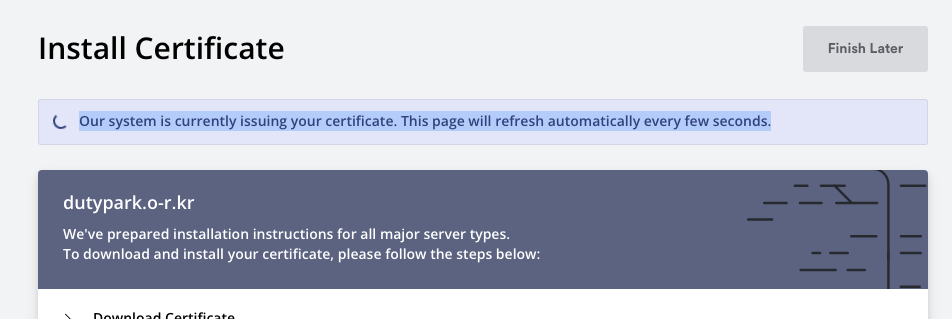 Install Certificate
Finish Later
Our system is currently issuing your certificate. This page will refresh automatically every few seconds.
dutypark.o-r.kr
We've prepared installation instructions for all major server types.
To download and install your certificate, please follow the steps below:
Download Certificate